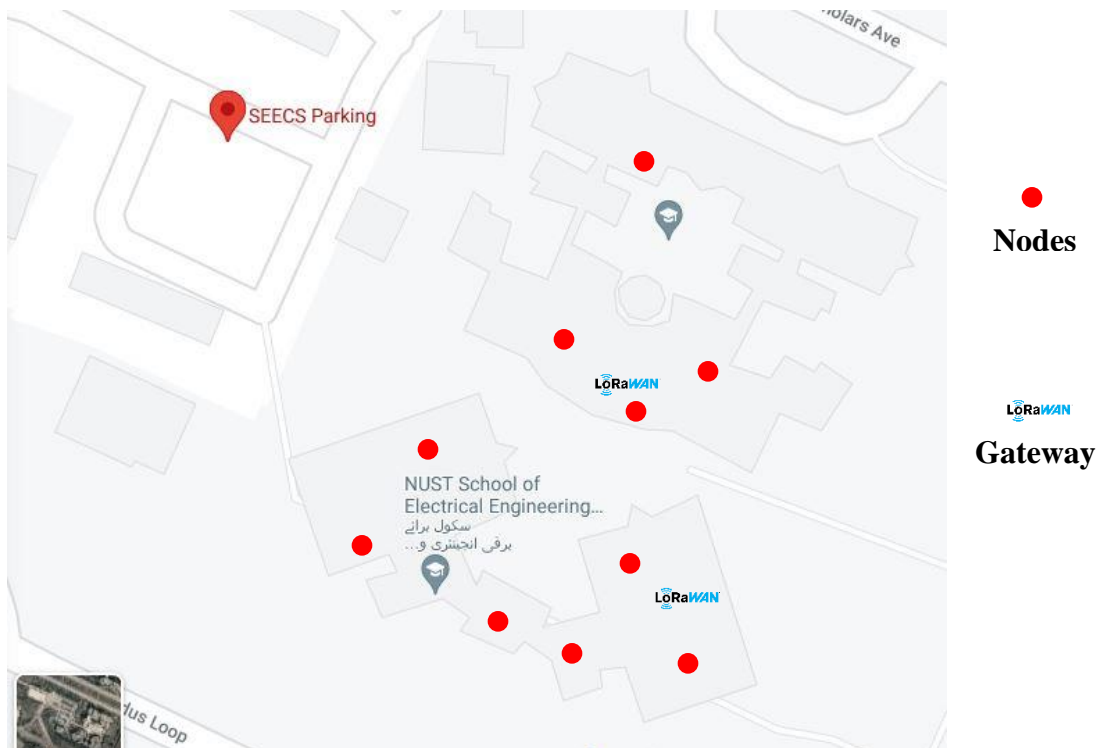 olars Ave
SEECS Parking
Nodes
LoRaWAN
LoRaWAN
Gateway
NUST School of
Electrical Engineering...
سکول برائے
برقی انجینئری و...
LoRaWAN
dus Loop